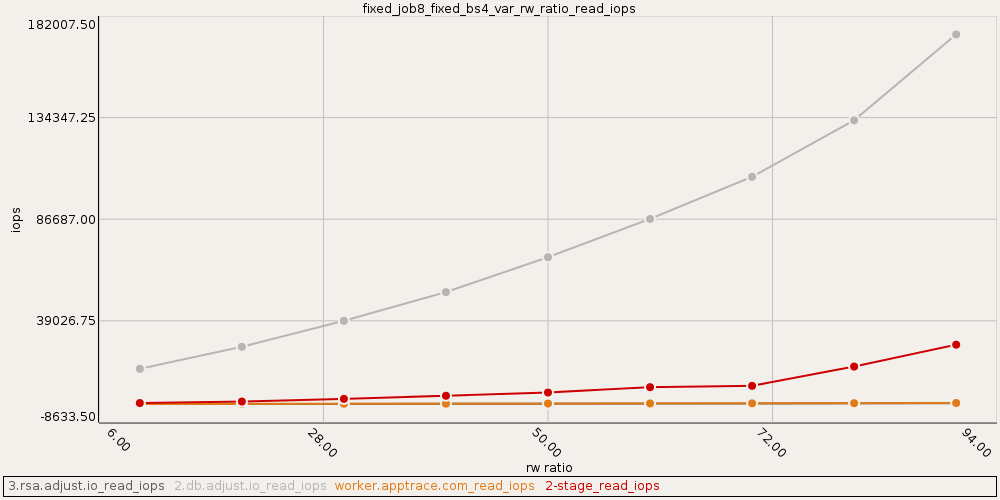 fixed_job8_fixed_bs4_var_rw_ratio_read_iops
182007.50
134347.25
86687.00
39026.75
-8633.50
iops
6.00
28.00
50.00
72.00
94.00
rw ratio
3.rsa.adjust.io_read_iops 2.db.adjust.io_read_iops worker.apptrace.com_read_iops 2-stage_read_iops